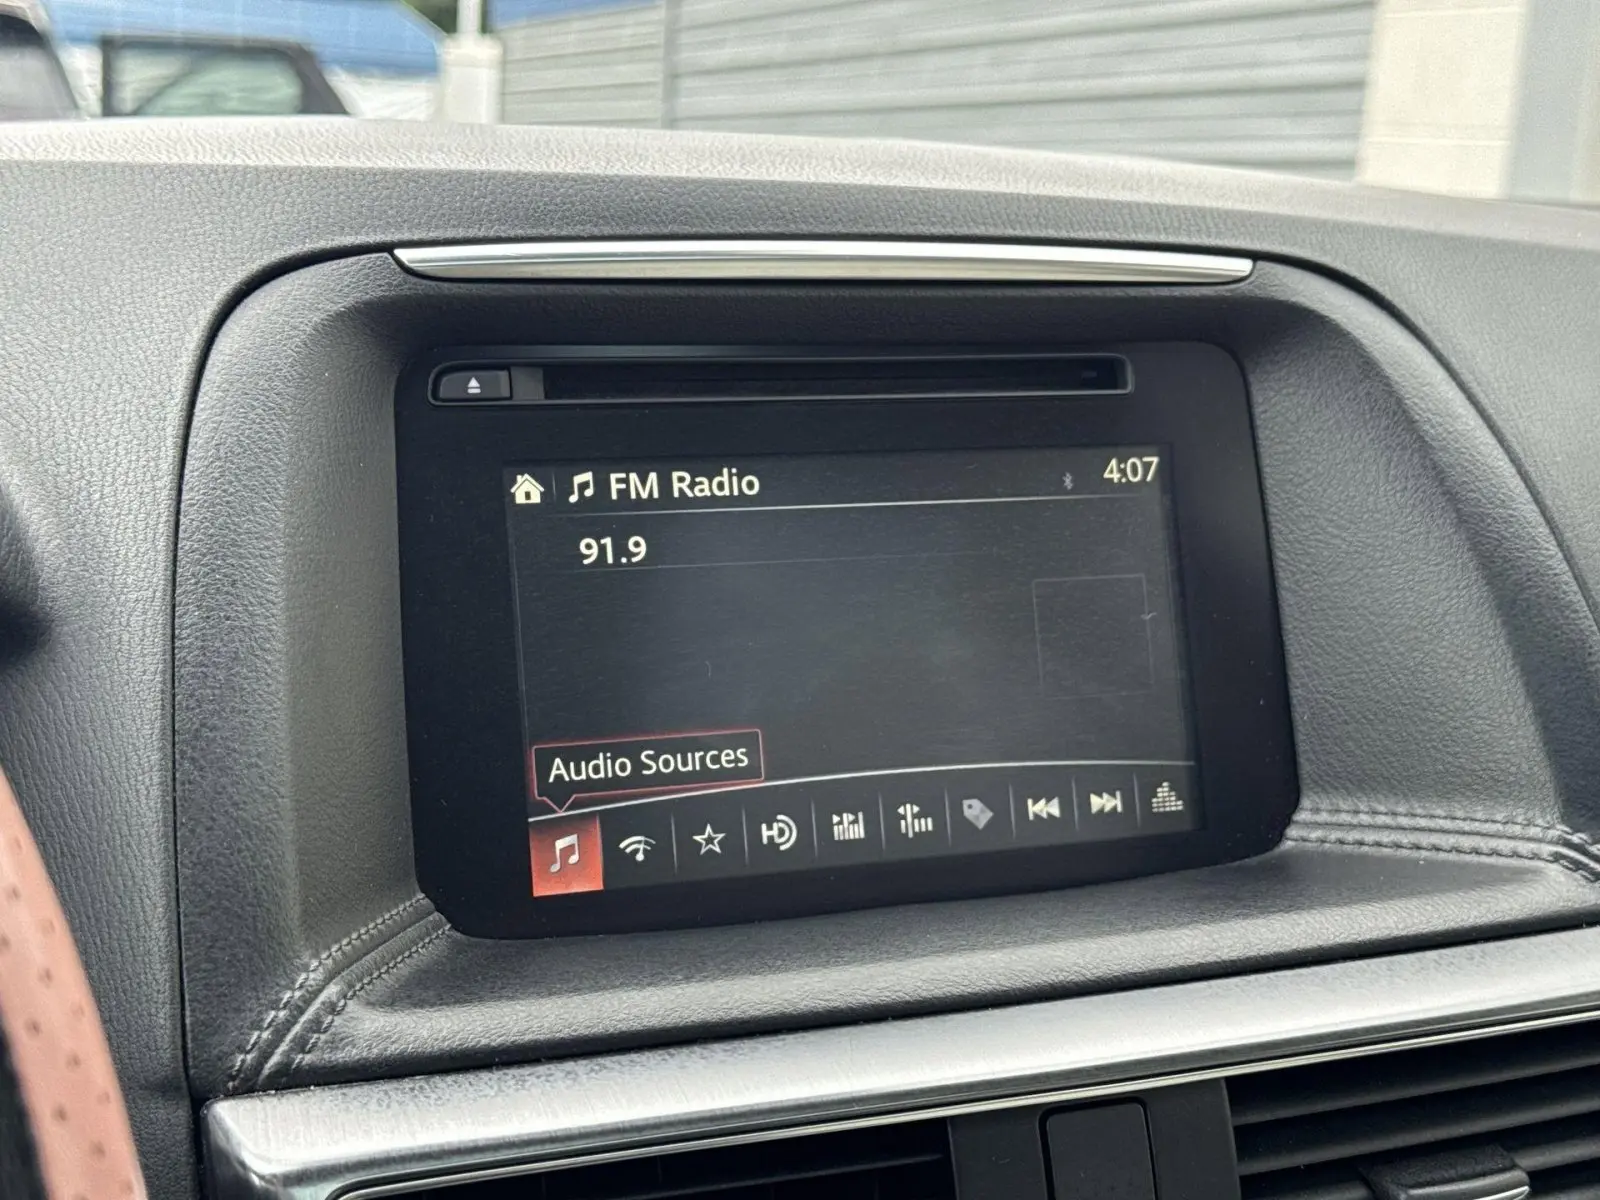 FM Radio
4:07
91.9
Audio Sources
HD